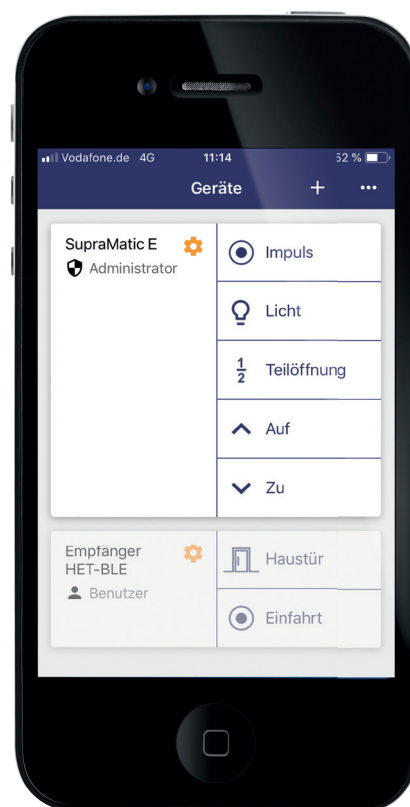 Vodafone.de 4G 11:14 52 %
Geräte
SupraMatic E
Administrator
Impuls
Licht
1/2 Teilöffnung
Auf
Zu
Empfänger
HET-BLE
Benutzer
Haustür
Einfahrt